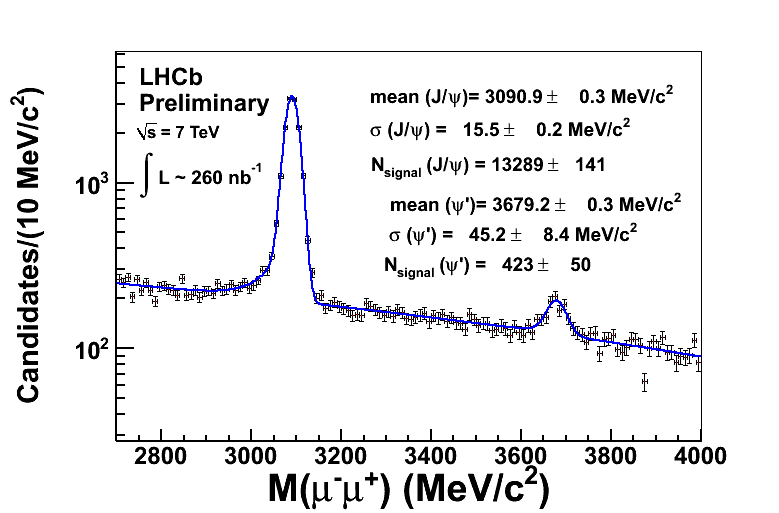 LHCb
Preliminary
√s = 7 TeV
∫ L ~ 260 nb⁻¹
mean (J/ψ)= 3090.9 ± 0.3 MeV/c²
σ (J/ψ) = 15.5 ± 0.2 MeV/c²
N_signal (J/ψ) = 13289 ± 141
mean (ψ')= 3679.2 ± 0.3 MeV/c²
σ (ψ') = 45.2 ± 8.4 MeV/c²
N_signal (ψ') = 423 ± 50
Candidates/(10 MeV/c²)
10³
10²
2800 3000 3200 3400 3600 3800 4000
M(μ⁻μ⁺) (MeV/c²)